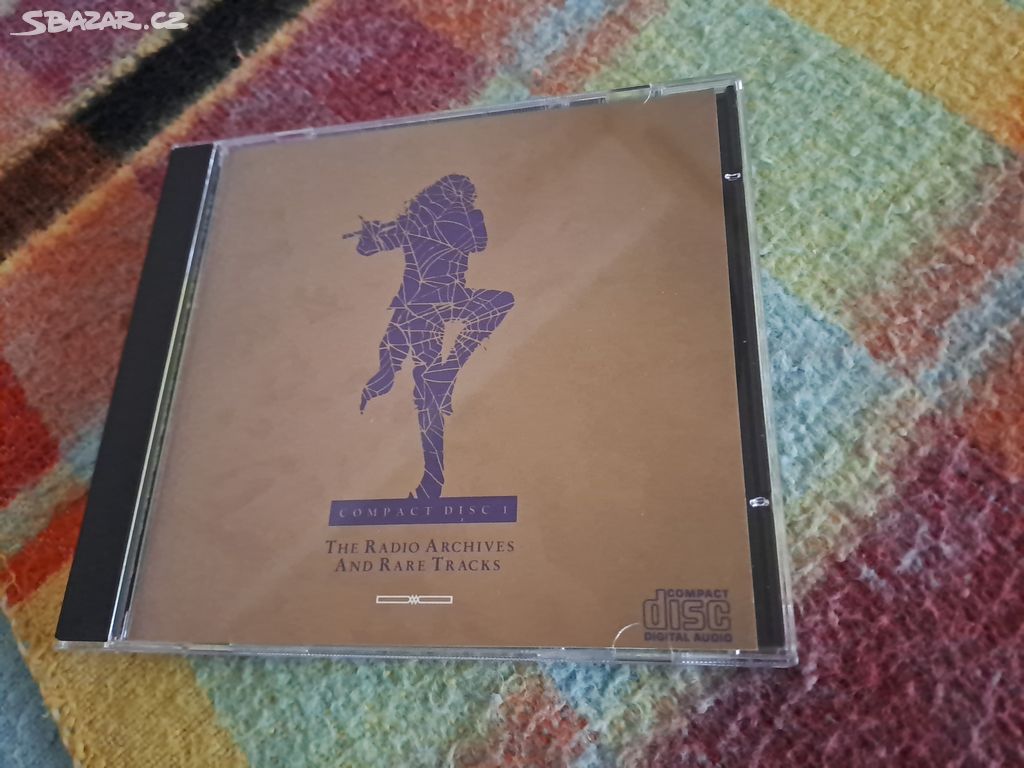 SBAZAR.CZ
COMPACT DISC 1
THE RADIO ARCHIVES
AND RARE TRACKS
COMPACT
disc
DIGITAL AUDIO